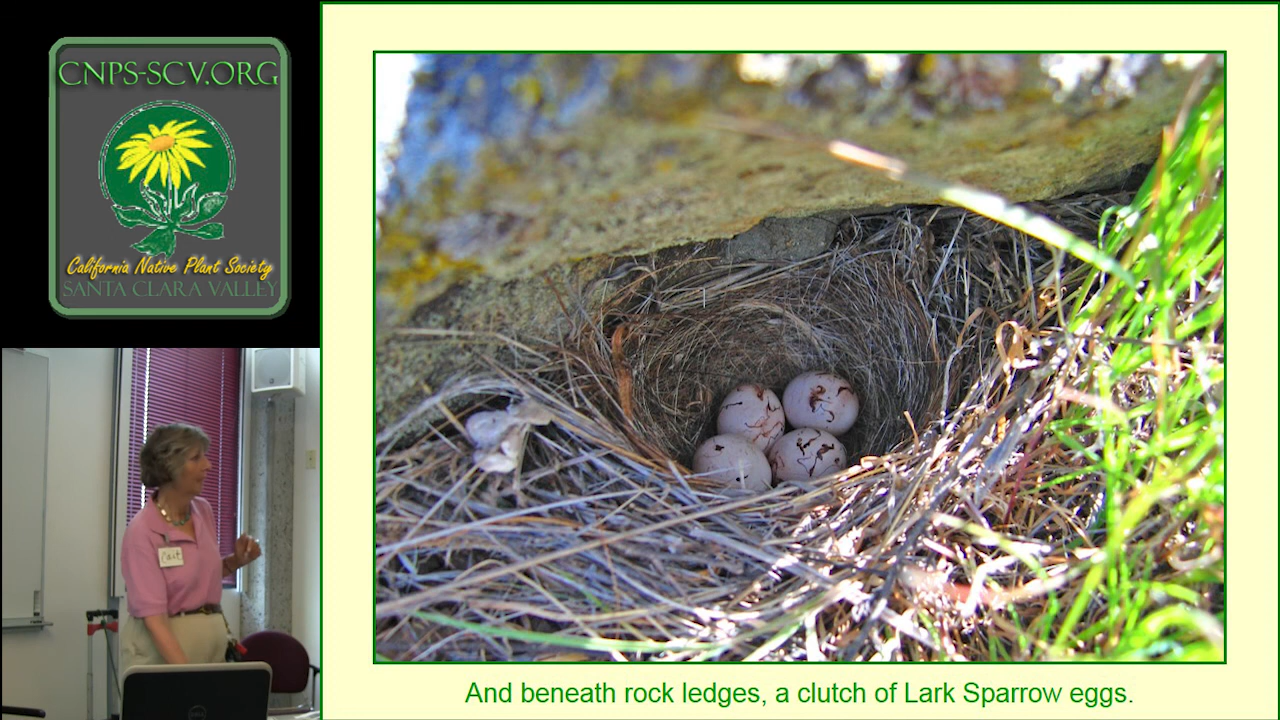 CNPS-SCV.ORG
California Native Plant Society
SANTA CLARA VALLEY
And beneath rock ledges, a clutch of Lark Sparrow eggs.